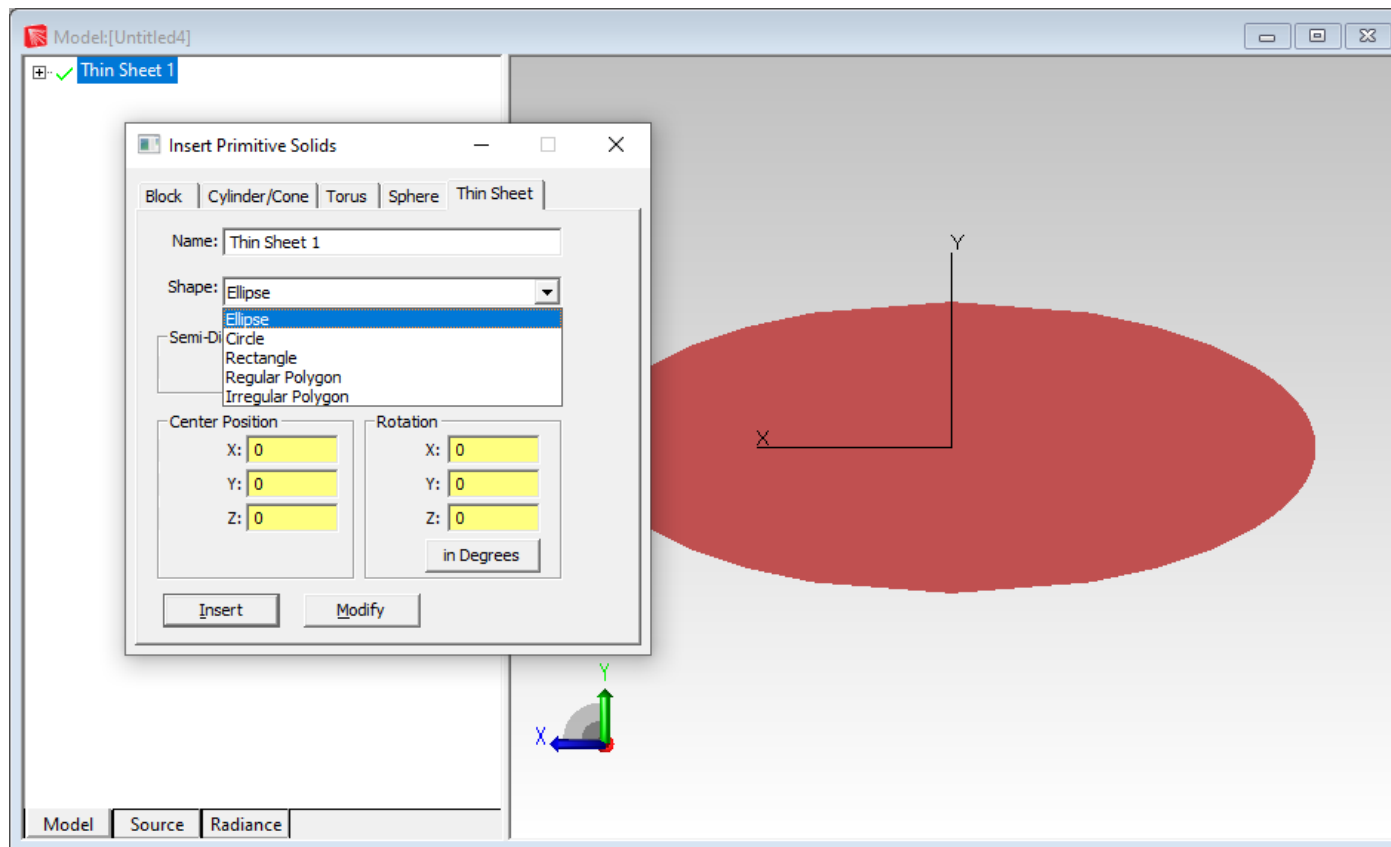 Model:[Untitled4]
Thin Sheet 1
Insert Primitive Solids
Block Cylinder/Cone Torus Sphere Thin Sheet
Name: Thin Sheet 1
Shape: Ellipse
Ellipse
Semi-Di Circle
Rectangle
Regular Polygon
Irregular Polygon
Center Position Rotation
X: 0 X: 0
Y: 0 Y: 0
Z: 0 Z: 0
in Degrees
Insert Modify
Y
X
Y
X
Model Source Radiance